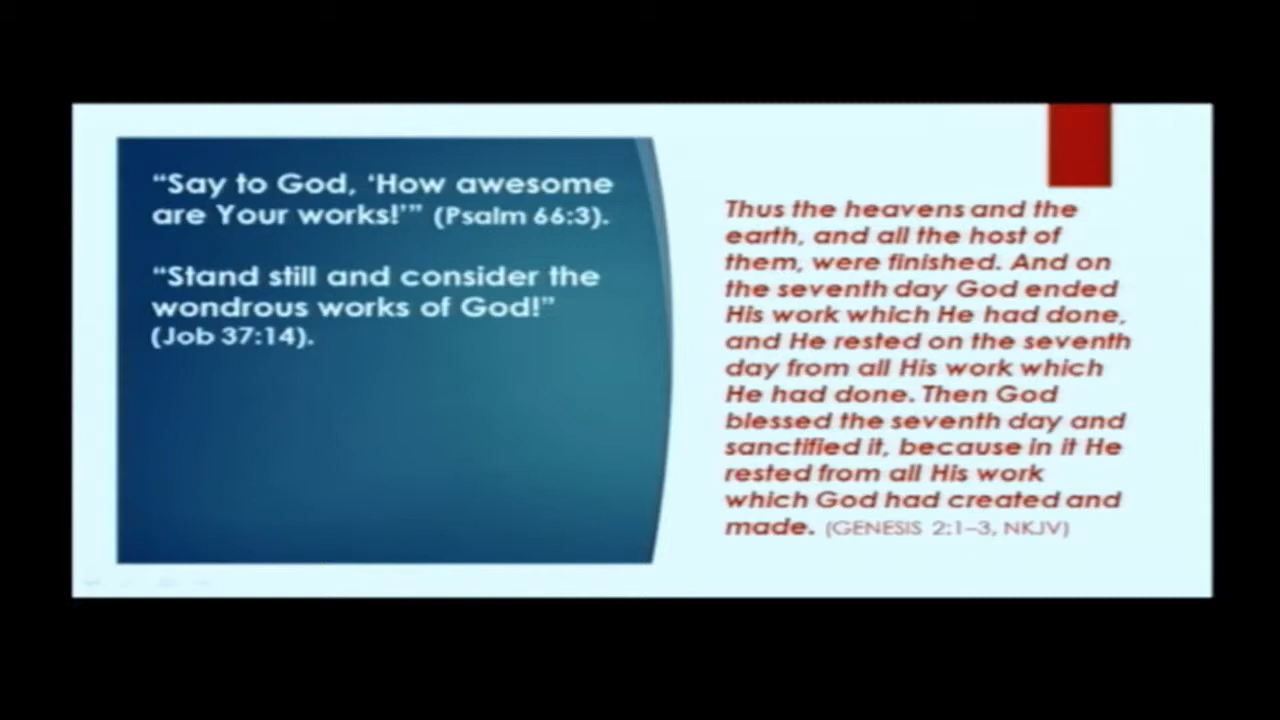 “Say to God, ‘How awesome
are Your works!’” (Psalm 66:3).
“Stand still and consider the
wondrous works of God!”
(Job 37:14).
Thus the heavens and the
earth, and all the host of
them, were finished. And on
the seventh day God ended
His work which He had done,
and He rested on the seventh
day from all His work which
He had done. Then God
blessed the seventh day and
sanctified it, because in it He
rested from all His work
which God had created and
made. (GENESIS 2:1–3, NKJV)